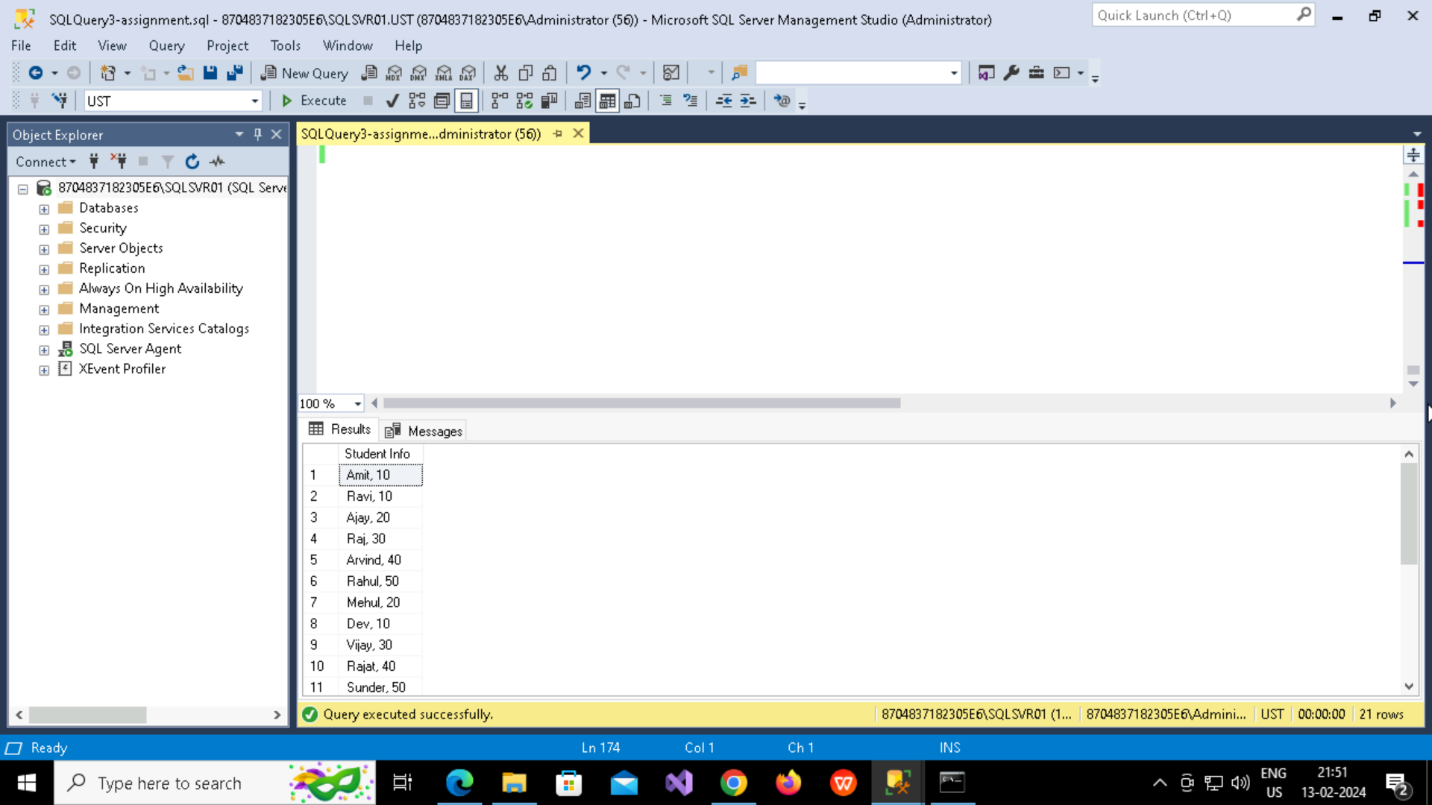 SQLQuery3-assignment.sql - 8704837182305E6\SQLSVR01.UST (8704837182305E6\Administrator (56)) - Microsoft SQL Server Management Studio (Administrator)
Quick Launch (Ctrl+Q)
File Edit View Query Project Tools Window Help
New Query MDX DMX XMLA DAX
UST Execute
Object Explorer
SQLQuery3-assignme...dministrator (56))
Connect
8704837182305E6\SQLSVR01 (SQL Serve
Databases
Security
Server Objects
Replication
Always On High Availability
Management
Integration Services Catalogs
SQL Server Agent
XEvent Profiler
100 %
Results Messages
Student Info
1 Amit, 10
2 Ravi, 10
3 Ajay, 20
4 Raj, 30
5 Arvind, 40
6 Rahul, 50
7 Mehul, 20
8 Dev, 10
9 Vijay, 30
10 Rajat, 40
11 Sunder, 50
Query executed successfully. 8704837182305E6\SQLSVR01 (1... 8704837182305E6\Admini... UST 00:00:00 21 rows
Ready Ln 174 Col 1 Ch 1 INS
Type here to search
ENG
US
21:51
13-02-2024
2